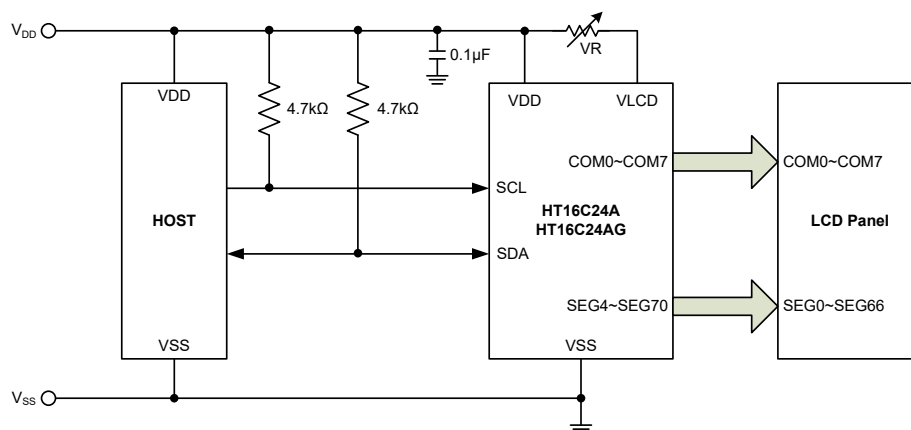 VDD
0.1µF
VR
VDD
4.7kΩ
4.7kΩ
VDD
VLCD
COM0~COM7
COM0~COM7
SCL
HOST
HT16C24A
HT16C24AG
LCD Panel
SDA
SEG4~SEG70
SEG0~SEG66
VSS
VSS
VSS